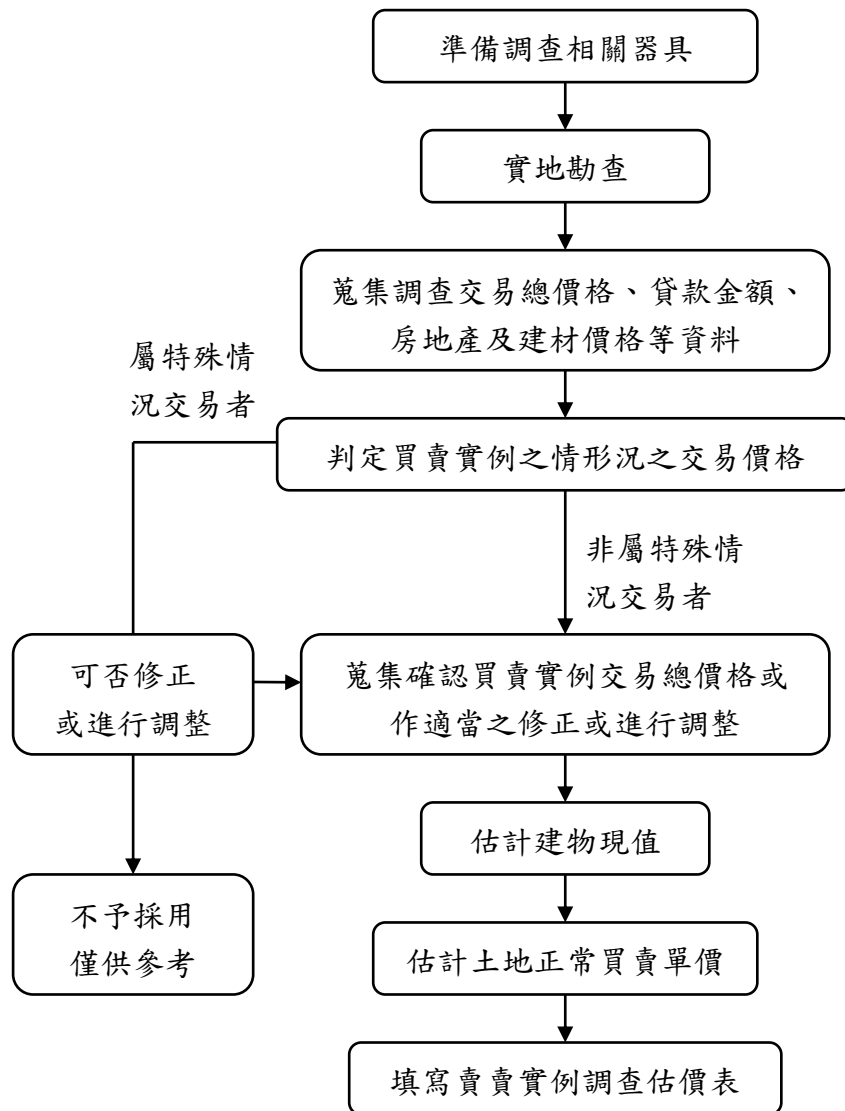 準備調查相關器具
實地勘查
蒐集調查交易總價格、貸款金額、
房地產及建材價格等資料
屬特殊情
況交易者
判定買賣實例之情形況之交易價格
非屬特殊情
況交易者
可否修正
或進行調整
蒐集確認買賣實例交易總價格或
作適當之修正或進行調整
估計建物現值
不予採用
僅供參考
估計土地正常買賣單價
填寫賣賣實例調查估價表